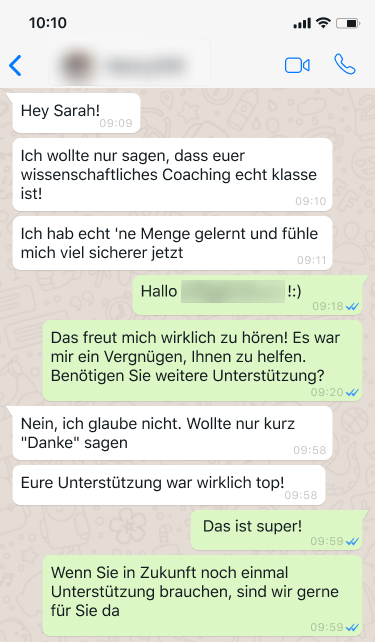 10:10
Hey Sarah!
09:09
Ich wollte nur sagen, dass euer
wissenschaftliches Coaching echt klasse
ist!
09:10
Ich hab echt 'ne Menge gelernt und fühle
mich viel sicherer jetzt
09:11
Hallo !:)
09:18
Das freut mich wirklich zu hören! Es war
mir ein Vergnügen, Ihnen zu helfen.
Benötigen Sie weitere Unterstützung?
09:20
Nein, ich glaube nicht. Wollte nur kurz
"Danke" sagen
09:58
Eure Unterstützung war wirklich top!
09:58
Das ist super!
09:59
Wenn Sie in Zukunft noch einmal
Unterstützung brauchen, sind wir gerne
für Sie da
09:59